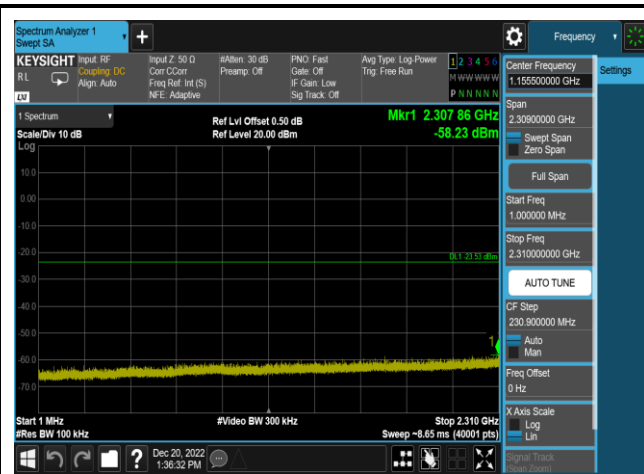 Spectrum Analyzer 1
Swept SA
Frequency
Settings
KEYSIGHT
RL
LXI
Input: RF
Coupling: DC
Align: Auto
Input Z: 50 Ω
Corr CCorr
Freq Ref: Int (S)
NFE: Adaptive
#Atten: 30 dB
Preamp: Off
PNO: Fast
Gate: Off
IF Gain: Low
Sig Track: Off
Avg Type: Log-Power
Trig: Free Run
1 2 3 4 5 6
M W W W W W
P N N N N N
1 Spectrum
Scale/Div 10 dB
Ref Lvl Offset 0.50 dB
Ref Level 20.00 dBm
Mkr1 2.307 86 GHz
-58.23 dBm
Log
10.0
0.00
-10.0
-20.0
DL1 -23.53 dBm
-30.0
-40.0
-50.0
1
-60.0
-70.0
Start 1 MHz
#Res BW 100 kHz
#Video BW 300 kHz
Stop 2.310 GHz
Sweep ~8.65 ms (40001 pts)
Center Frequency
1.155500000 GHz
Span
2.30900000 GHz
Swept Span
Zero Span
Full Span
Start Freq
1.000000 MHz
Stop Freq
2.310000000 GHz
AUTO TUNE
CF Step
230.900000 MHz
Auto
Man
Freq Offset
0 Hz
X Axis Scale
Log
Lin
Signal Track
(Span Zoom)
?
Dec 20, 2022
1:36:32 PM